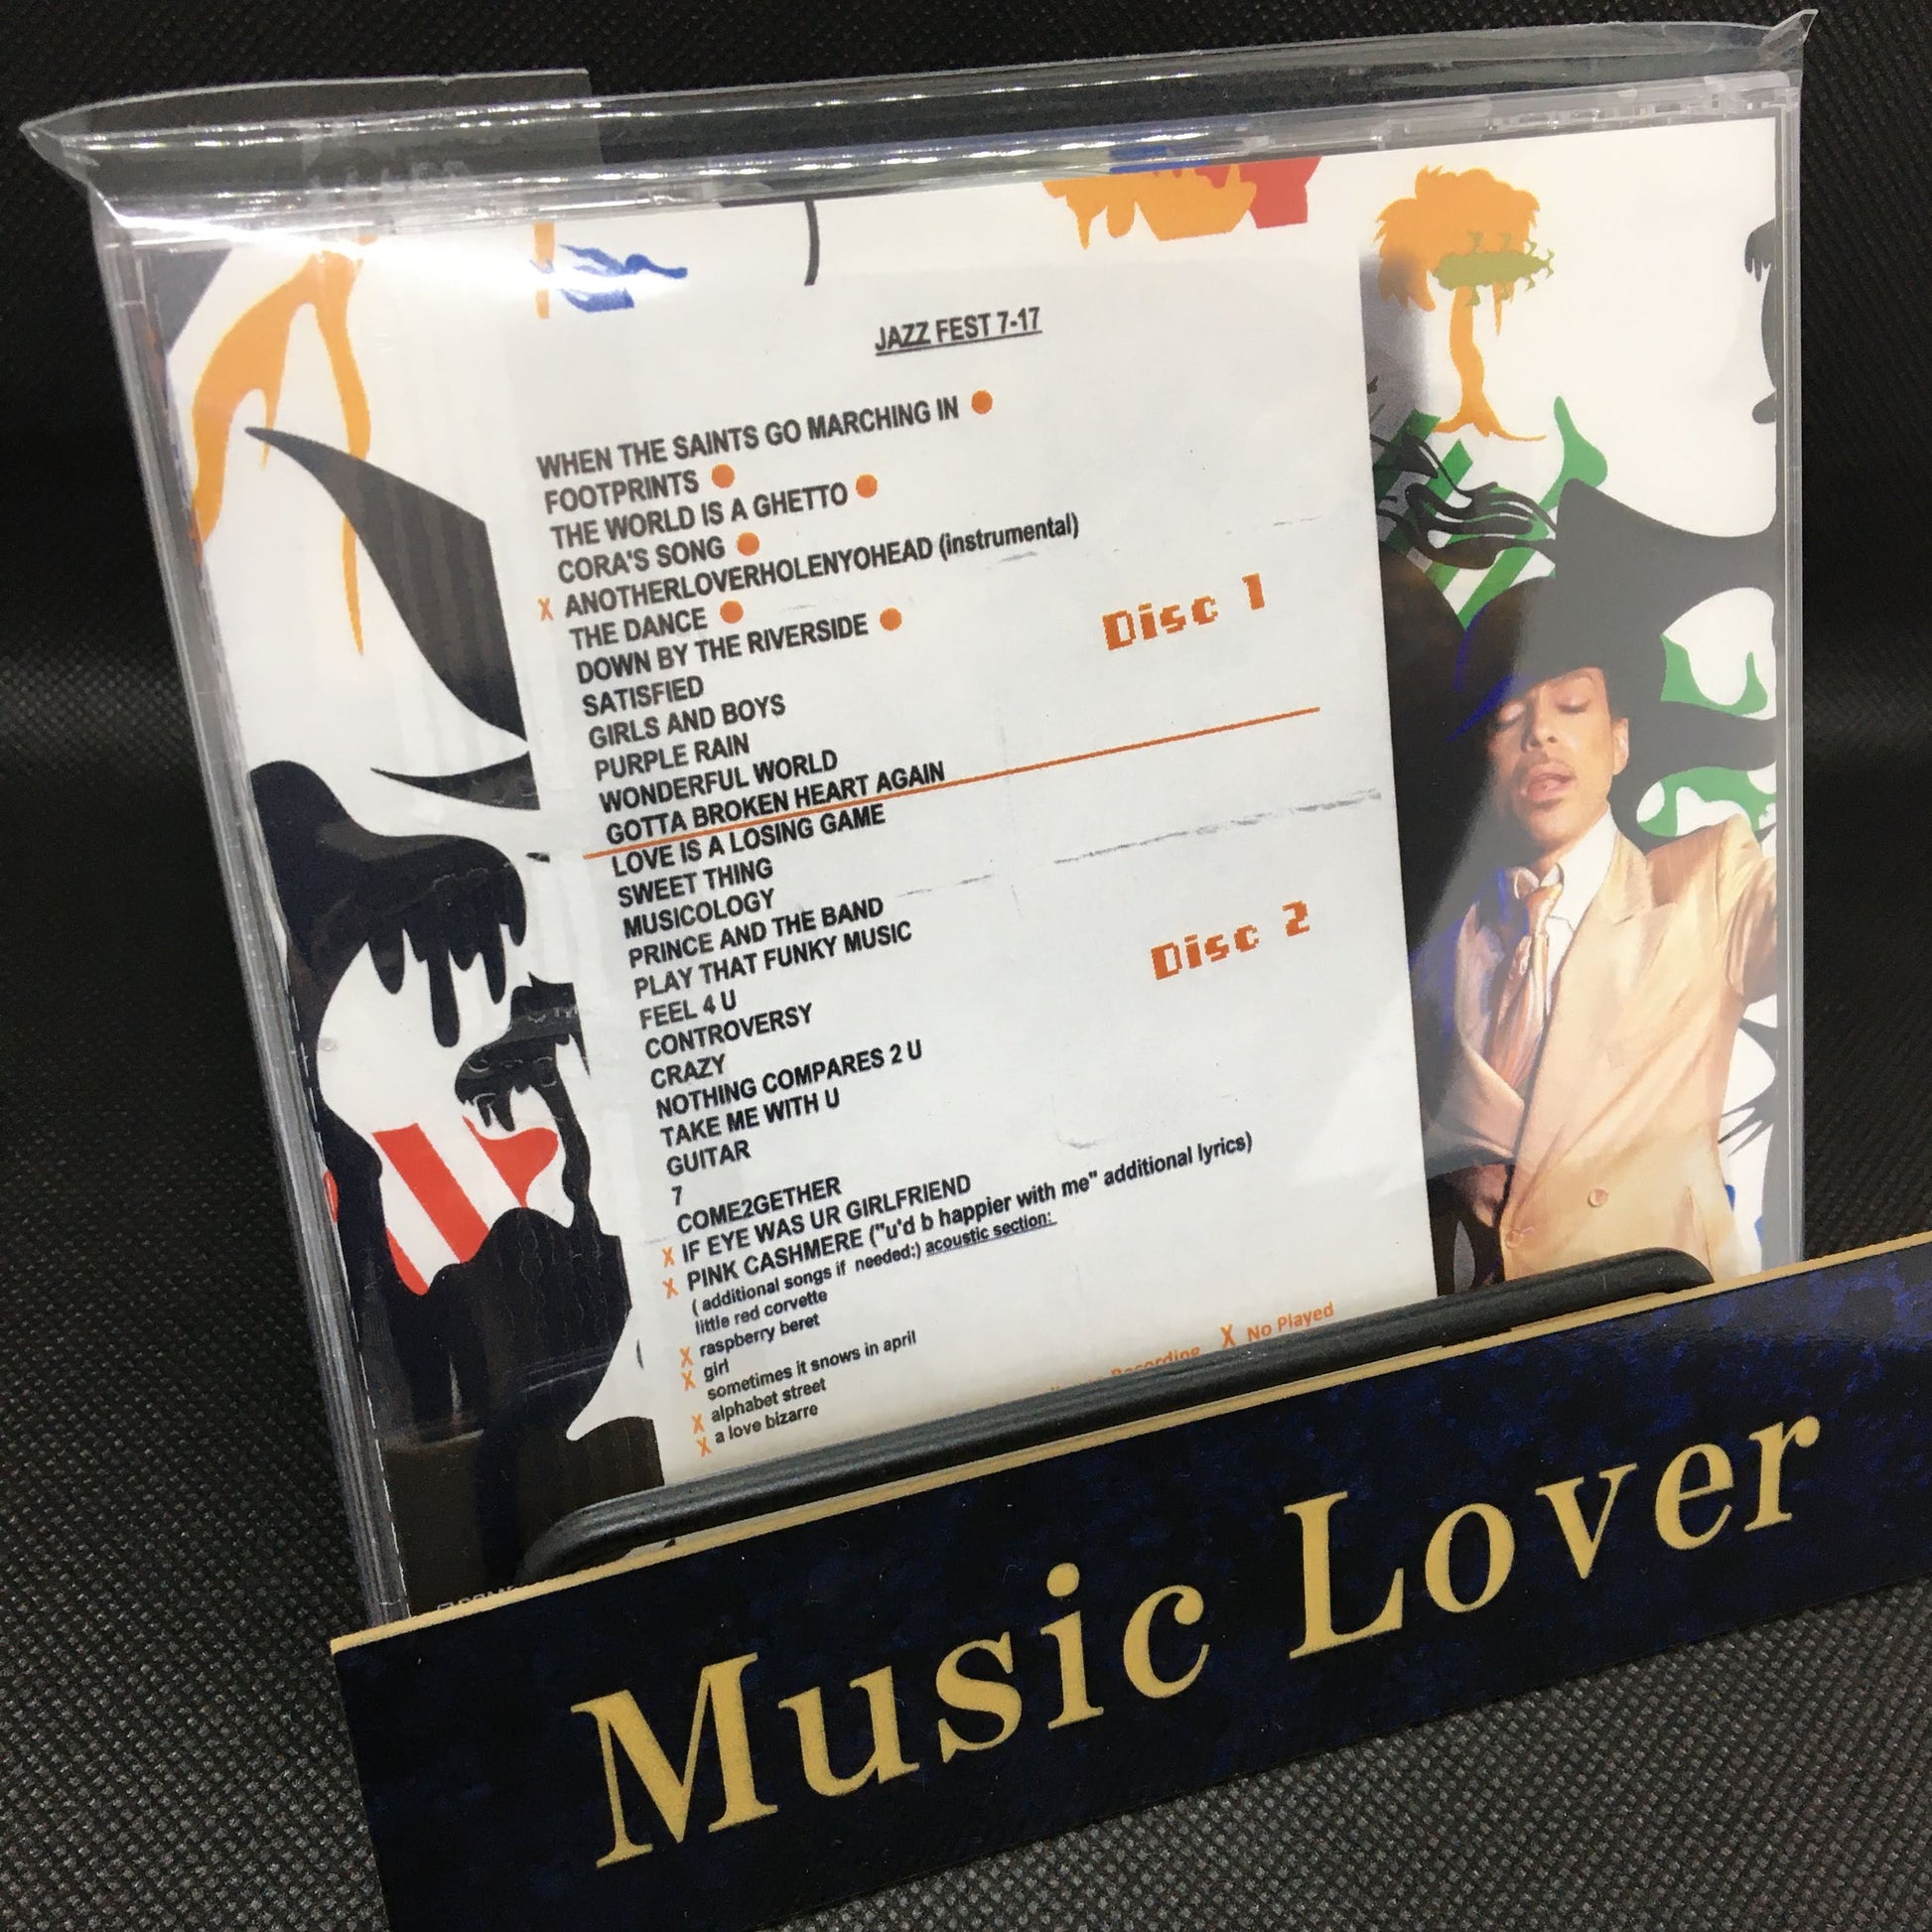 JAZZ FEST 7-17
WHEN THE SAINTS GO MARCHING IN
FOOTPRINTS
THE WORLD IS A GHETTO
CORA'S SONG
X ANOTHERLOVERHOLENYOHEAD (instrumental)
THE DANCE
DOWN BY THE RIVERSIDE
Disc 1
SATISFIED
GIRLS AND BOYS
PURPLE RAIN
WONDERFUL WORLD
GOTTA BROKEN HEART AGAIN
LOVE IS A LOSING GAME
SWEET THING
MUSICOLOGY
PRINCE AND THE BAND
PLAY THAT FUNKY MUSIC
Disc 2
FEEL 4 U
CONTROVERSY
CRAZY
NOTHING COMPARES 2 U
TAKE ME WITH U
GUITAR
7
COME2GETHER
X IF EYE WAS UR GIRLFRIEND
X PINK CASHMERE ("u'd b happier with me" additional lyrics)
( additional songs if needed:) acoustic section:
little red corvette
X raspberry beret
X girl
sometimes it snows in april
X alphabet street
X a love bizarre
Recording X No Played
Music Lover